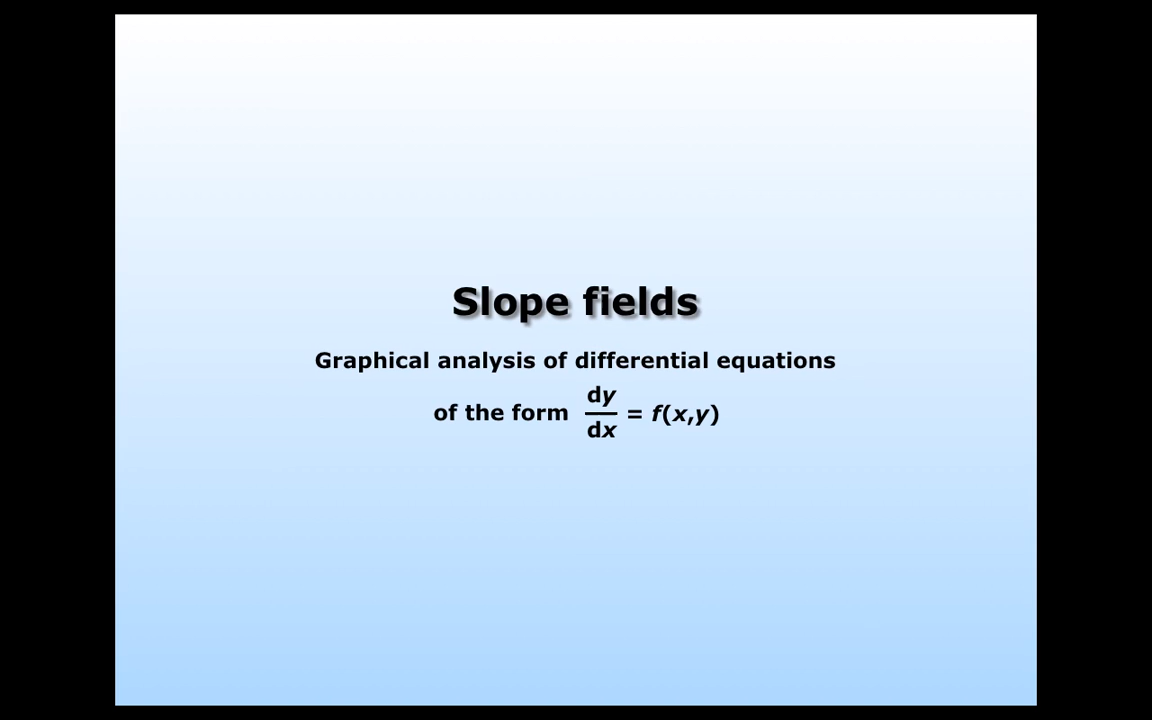 Slope fields
Graphical analysis of differential equations
of the form dy/dx = f(x,y)